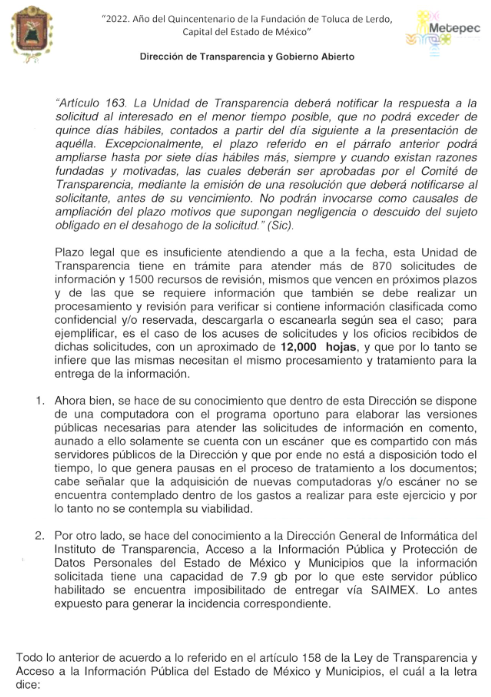 "2022. Año del Quincentenario de la Fundación de Toluca de Lerdo,
Capital del Estado de México"
Metepec
Dirección de Transparencia y Gobierno Abierto
"Artículo 163. La Unidad de Transparencia deberá notificar la respuesta a la
solicitud al interesado en el menor tiempo posible, que no podrá exceder de
quince días hábiles, contados a partir del día siguiente a la presentación de
aquélla. Excepcionalmente, el plazo referido en el párrafo anterior podrá
ampliarse hasta por siete días hábiles más, siempre y cuando existan razones
fundadas y motivadas, las cuales deberán ser aprobadas por el Comité de
Transparencia, mediante la emisión de una resolución que deberá notificarse al
solicitante, antes de su vencimiento. No podrán invocarse como causales de
ampliación del plazo motivos que supongan negligencia o descuido del sujeto
obligado en el desahogo de la solicitud." (Sic).
Plazo legal que es insuficiente atendiendo a que a la fecha, esta Unidad de
Transparencia tiene en trámite para atender más de 870 solicitudes de
información y 1500 recursos de revisión, mismos que vencen en próximos plazos
y de las que se requiere información que también se debe realizar un
procesamiento y revisión para verificar si contiene información clasificada como
confidencial y/o reservada, descargarla o escanearla según sea el caso; para
ejemplificar, es el caso de los acuses de solicitudes y los oficios recibidos de
dichas solicitudes, con un aproximado de 12,000 hojas, y que por lo tanto se
infiere que las mismas necesitan el mismo procesamiento y tratamiento para la
entrega de la información.
1. Ahora bien, se hace de su conocimiento que dentro de esta Dirección se dispone
de una computadora con el programa oportuno para elaborar las versiones
públicas necesarias para atender las solicitudes de información en comento,
aunado a ello solamente se cuenta con un escáner que es compartido con más
servidores públicos de la Dirección y que por ende no está a disposición todo el
tiempo, lo que genera pausas en el proceso de tratamiento a los documentos;
cabe señalar que la adquisición de nuevas computadoras y/o escáner no se
encuentra contemplado dentro de los gastos a realizar para este ejercicio y por
lo tanto no se contempla su viabilidad.
2. Por otro lado, se hace del conocimiento a la Dirección General de Informática del
Instituto de Transparencia, Acceso a la Información Pública y Protección de
Datos Personales del Estado de México y Municipios que la información
solicitada tiene una capacidad de 7.9 gb por lo que este servidor público
habilitado se encuentra imposibilitado de entregar vía SAIMEX. Lo antes
expuesto para generar la incidencia correspondiente.
Todo lo anterior de acuerdo a lo referido en el artículo 158 de la Ley de Transparencia y
Acceso a la Información Pública del Estado de México y Municipios, el cuál a la letra
dice: